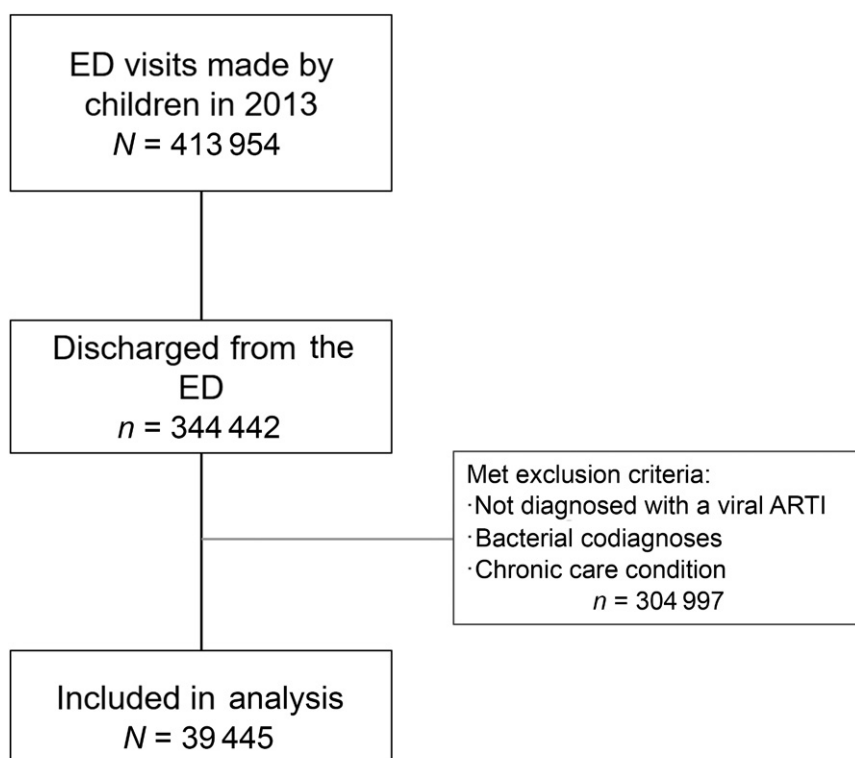 ED visits made by
children in 2013
N = 413 954
Discharged from the
ED
n = 344 442
Met exclusion criteria:
·Not diagnosed with a viral ARTI
·Bacterial codiagnoses
·Chronic care condition
n = 304 997
Included in analysis
N = 39 445